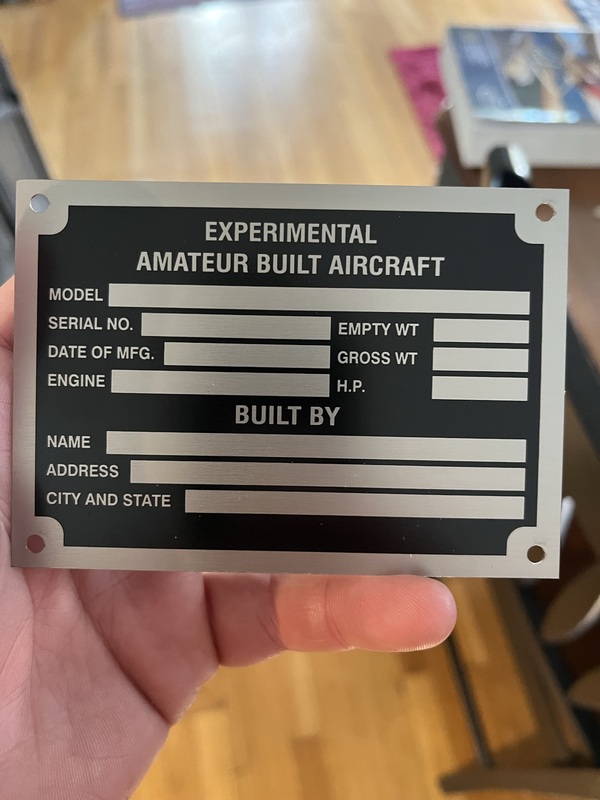 EXPERIMENTAL
AMATEUR BUILT AIRCRAFT
MODEL
SERIAL NO. EMPTY WT
DATE OF MFG. GROSS WT
ENGINE H.P.
BUILT BY
NAME
ADDRESS
CITY AND STATE